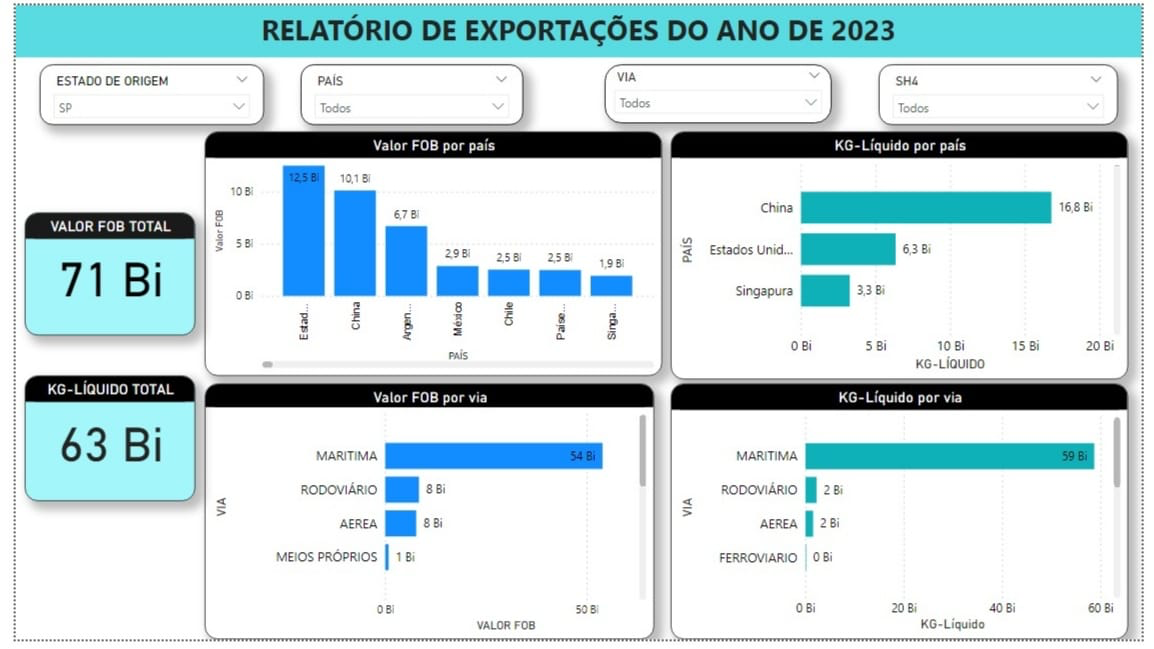 RELATÓRIO DE EXPORTAÇÕES DO ANO DE 2023
ESTADO DE ORIGEM
SP
PAÍS
Todos
VIA
Todos
SH4
Todos
VALOR FOB TOTAL
71 Bi
KG-LÍQUIDO TOTAL
63 Bi
Valor FOB por país
Valor FOB
10 Bi
5 Bi
0 Bi
12,5 Bi
10,1 Bi
6,7 Bi
2,9 Bi
2,5 Bi
2,5 Bi
1,9 Bi
Estad...
China
Argen...
México
Chile
Paíse...
Singa...
PAÍS
KG-Líquido por país
PAÍS
China
16,8 Bi
Estados Unid...
6,3 Bi
Singapura
3,3 Bi
0 Bi
5 Bi
10 Bi
15 Bi
20 Bi
KG-LÍQUIDO
Valor FOB por via
VIA
MARITIMA
54 Bi
RODOVIÁRIO
8 Bi
AEREA
8 Bi
MEIOS PRÓPRIOS
1 Bi
0 Bi
50 Bi
VALOR FOB
KG-Líquido por via
VIA
MARITIMA
59 Bi
RODOVIÁRIO
2 Bi
AEREA
2 Bi
FERROVIARIO
0 Bi
0 Bi
20 Bi
40 Bi
60 Bi
KG-Líquido